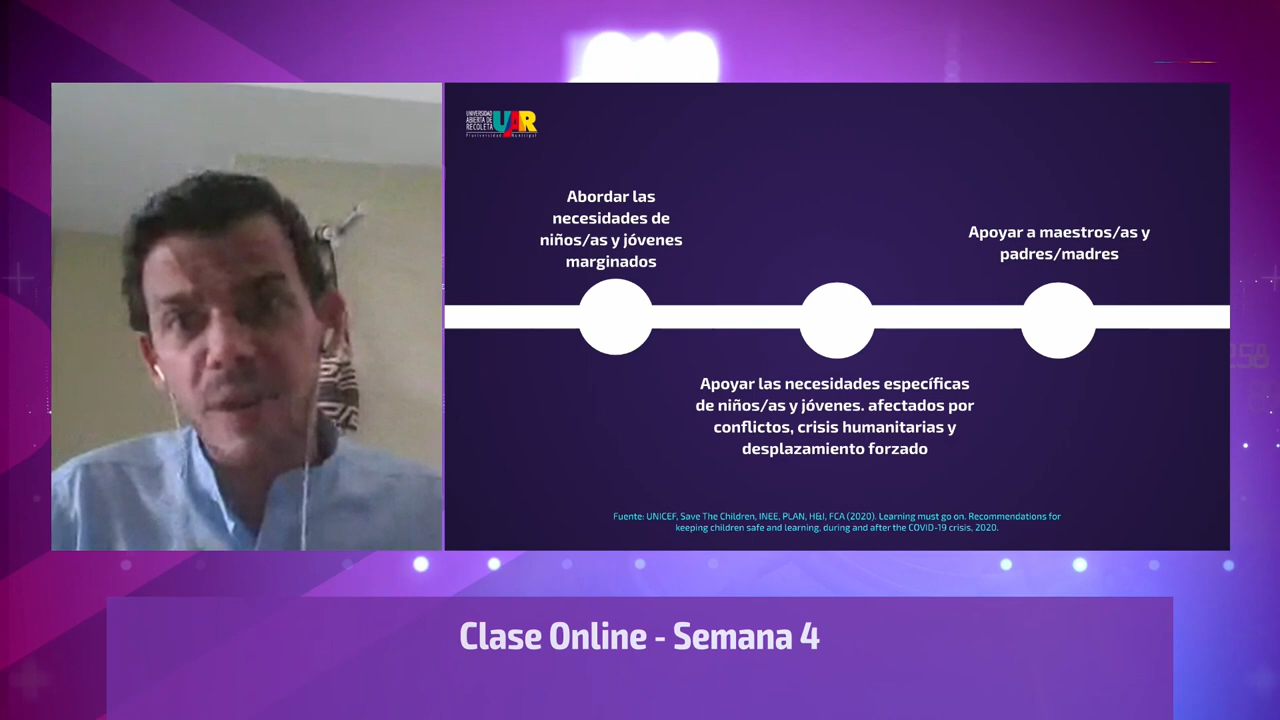 UNIVERSIDAD
ABIERTA DE
RECOLETA
UAR
Pluriversidad Municipal
Abordar las
necesidades de
niños/as y jóvenes
marginados
Apoyar a maestros/as y
padres/madres
Apoyar las necesidades específicas
de niños/as y jóvenes. afectados por
conflictos, crisis humanitarias y
desplazamiento forzado
Fuente: UNICEF, Save The Children, INEE, PLAN, H&I, FCA (2020). Learning must go on. Recommendations for
keeping children safe and learning, during and after the COVID-19 crisis, 2020.
258
Clase Online - Semana 4